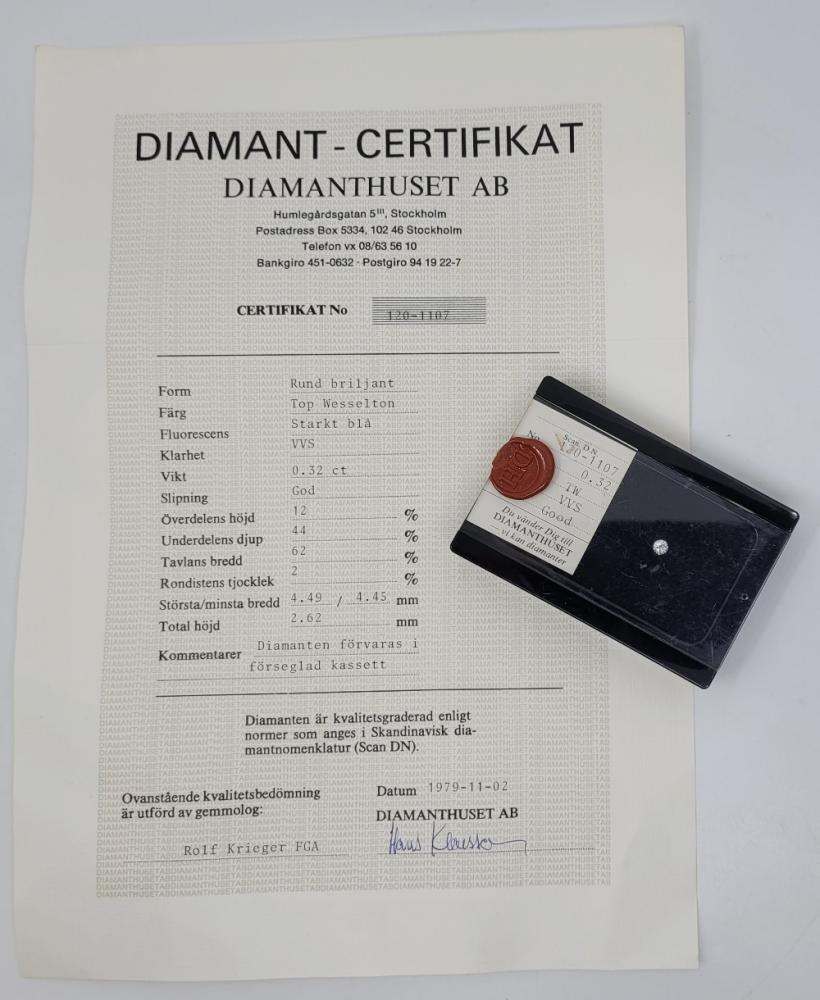 DIAMANT - CERTIFIKAT
DIAMANTHUSET AB
Humlegårdsgatan 5III, Stockholm
Postadress Box 5334, 102 46 Stockholm
Telefon vx 08/63 56 10
Bankgiro 451-0632 - Postgiro 94 19 22-7
CERTIFIKAT No 120-1107
Form Rund briljant
Färg Top Wesselton
Fluorescens Starkt blå
Klarhet VVS
Vikt 0.32 ct
Slipning God
Överdelens höjd 12 %
Underdelens djup 44 %
Tavlans bredd 62 %
Rondistens tjocklek 2 %
Största/minsta bredd 4.49 / 4.45 mm
Total höjd 2.62 mm
Kommentarer Diamanten förvaras i
förseglad kassett
Diamanten är kvalitetsgraderad enligt
normer som anges i Skandinavisk dia-
mantnomenklatur (Scan DN).
Ovanstående kvalitetsbedömning
är utförd av gemmolog:
Rolf Krieger FGA
Datum 1979-11-02
DIAMANTHUSET AB
Scan. D.N.
No 120-1107
0.32
TW
VVS
Good
Du vänder Dig till
DIAMANTHUSET
vi kan diamanter